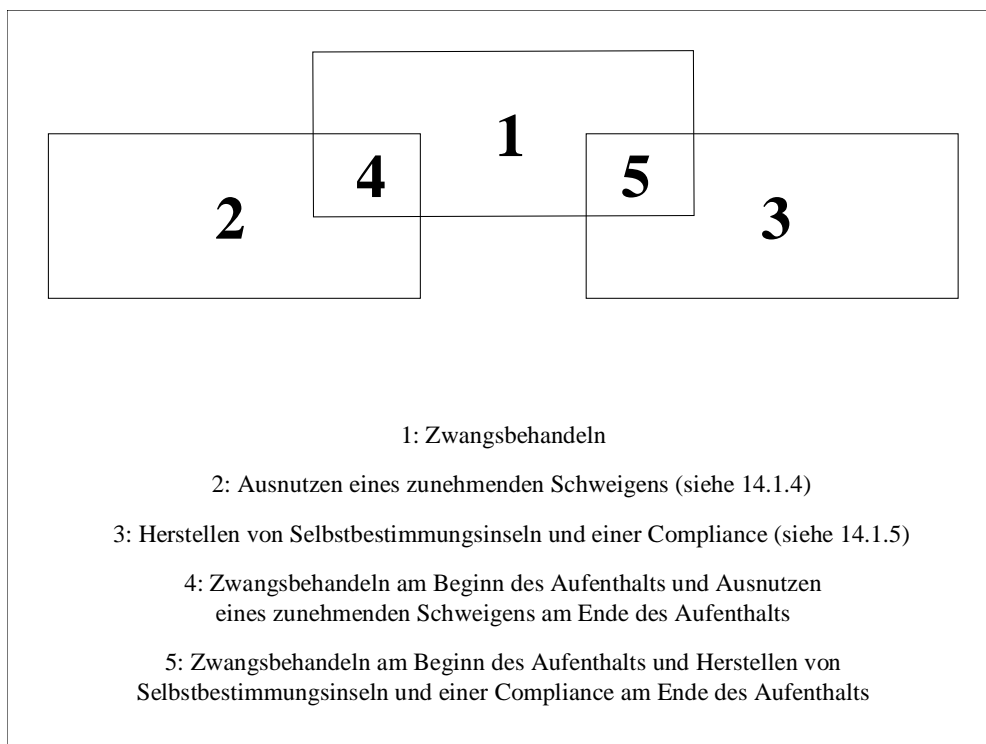 1
4
5
2
3
1: Zwangsbehandeln
2: Ausnutzen eines zunehmenden Schweigens (siehe 14.1.4)
3: Herstellen von Selbstbestimmungsinseln und einer Compliance (siehe 14.1.5)
4: Zwangsbehandeln am Beginn des Aufenthalts und Ausnutzen
eines zunehmenden Schweigens am Ende des Aufenthalts
5: Zwangsbehandeln am Beginn des Aufenthalts und Herstellen von
Selbstbestimmungsinseln und einer Compliance am Ende des Aufenthalts